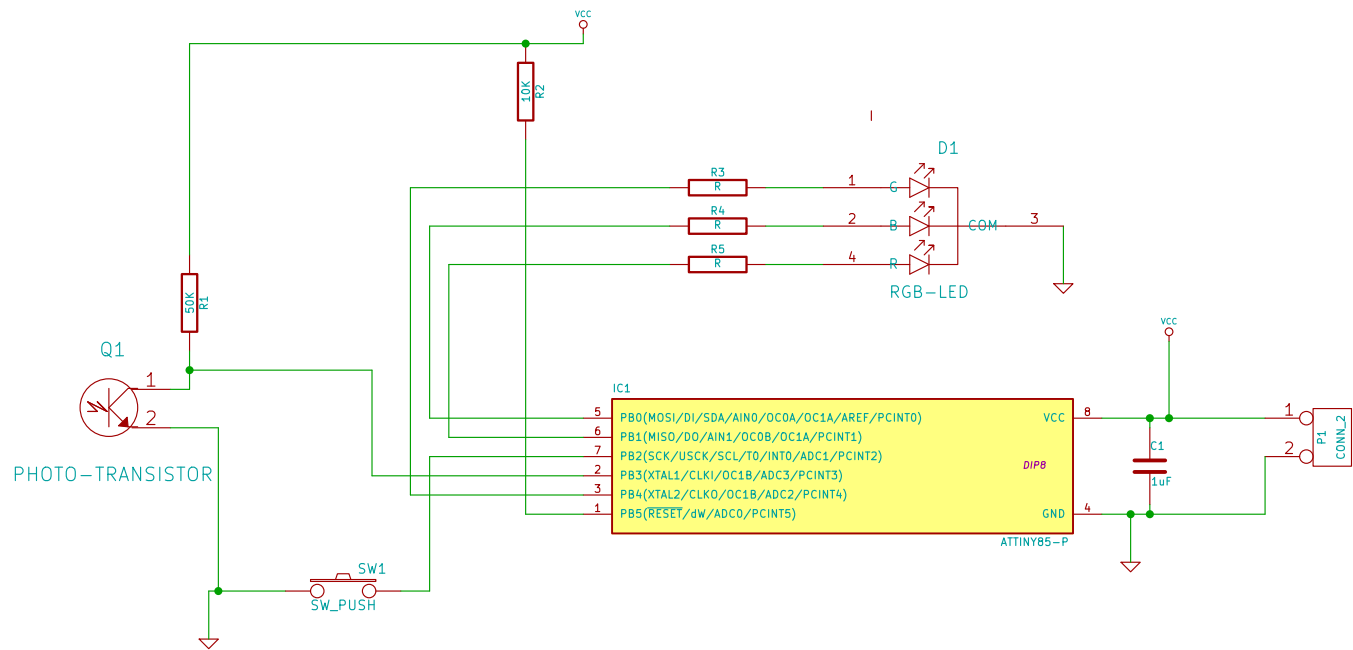 VCC
10K
R2
D1
R3
R
1
G
R4
R
2
B
COM
3
R5
R
4
R
RGB-LED
50K
R1
VCC
Q1
1
2
PHOTO-TRANSISTOR
IC1
5 PB0(MOSI/DI/SDA/AIN0/OC0A/OC1A/AREF/PCINT0)
6 PB1(MISO/DO/AIN1/OC0B/OC1A/PCINT1)
7 PB2(SCK/USCK/SCL/T0/INT0/ADC1/PCINT2)
2 PB3(XTAL1/CLKI/OC1B/ADC3/PCINT3)
3 PB4(XTAL2/CLKO/OC1B/ADC2/PCINT4)
1 PB5(RESET/dW/ADC0/PCINT5)
VCC 8
DIP8
GND 4
ATTINY85-P
C1
1uF
1
2
P1
CONN_2
SW1
SW_PUSH